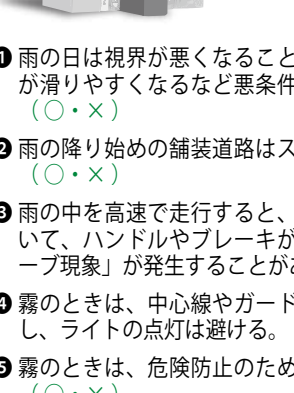 ❶ 雨の日は視界が悪くなること
が滑りやすくなるなど悪条件
（○・×）
❷ 雨の降り始めの舗装道路はス
（○・×）
❸ 雨の中を高速で走行すると、
いて、ハンドルやブレーキが
ーブ現象」が発生することが
❹ 霧のときは、中心線やガード
し、ライトの点灯は避ける。
❺ 霧のときは、危険防止のため
（○・×）